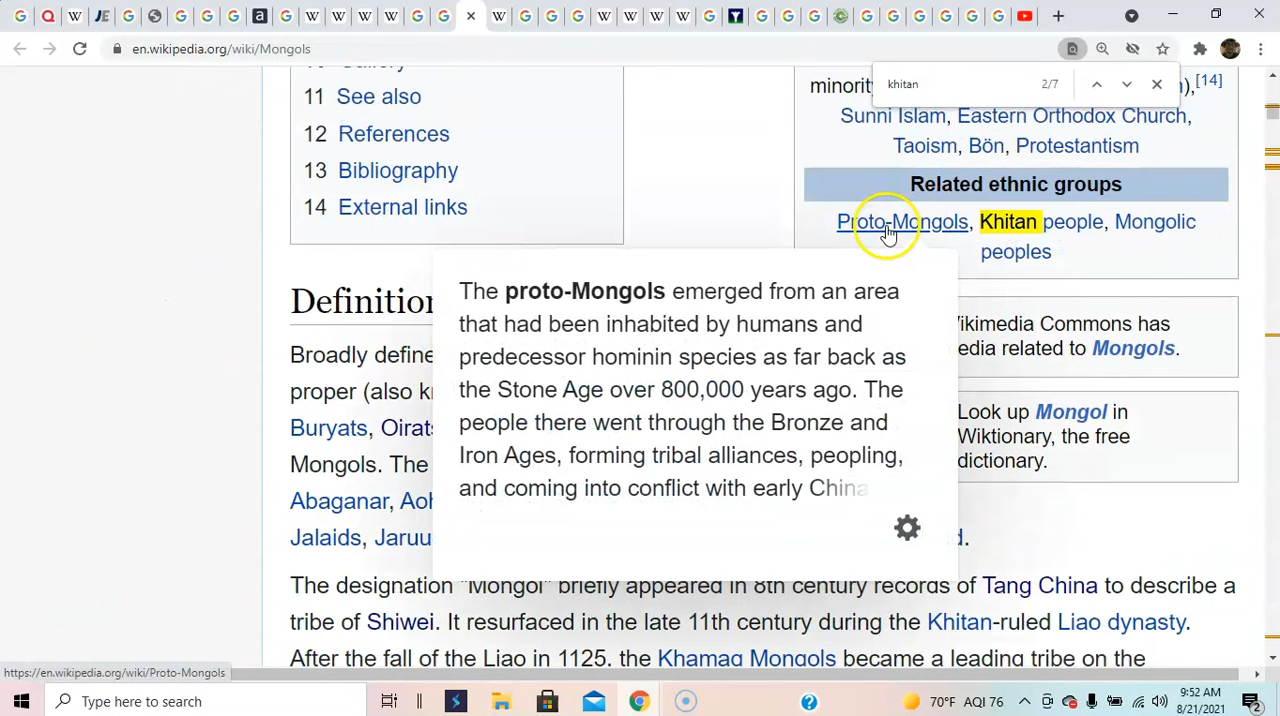 en.wikipedia.org/wiki/Mongols
khitan 2/7
11 See also
12 References
13 Bibliography
14 External links
minority
),[14]
Sunni Islam, Eastern Orthodox Church,
Taoism, Bön, Protestantism
Related ethnic groups
Proto-Mongols, Khitan people, Mongolic
peoples
The proto-Mongols emerged from an area
that had been inhabited by humans and
predecessor hominin species as far back as
the Stone Age over 800,000 years ago. The
people there went through the Bronze and
Iron Ages, forming tribal alliances, peopling,
and coming into conflict with early China
Wikimedia Commons has
media related to Mongols.
Look up Mongol in
Wiktionary, the free
dictionary.
Definition
Broadly define
proper (also k
Buryats, Oirats
Mongols. The
Abaganar, Aoh
Jalaids, Jaruu
d.
The designation "Mongol" briefly appeared in 8th century records of Tang China to describe a
tribe of Shiwei. It resurfaced in the late 11th century during the Khitan-ruled Liao dynasty.
After the fall of the Liao in 1125, the Khamag Mongols became a leading tribe on the
https://en.wikipedia.org/wiki/Proto-Mongols
Type here to search
70°F AQI 76
9:52 AM
8/21/2021
2